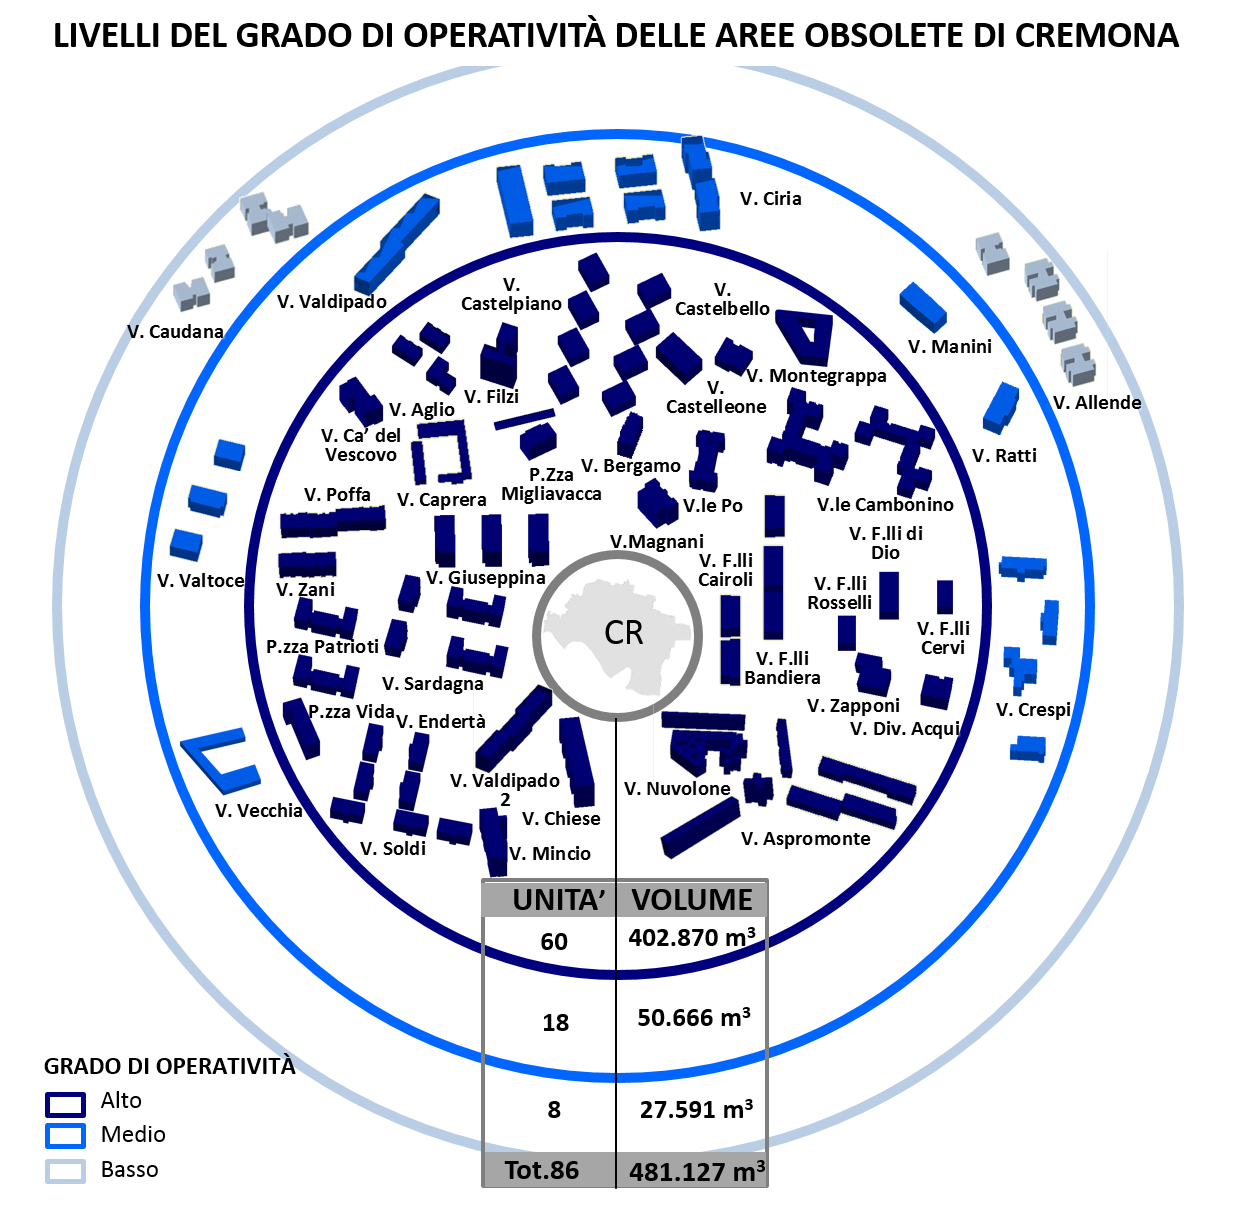 LIVELLI DEL GRADO DI OPERATIVITÀ DELLE AREE OBSOLETE DI CREMONA
V. Ciria
V. Valdipado
V. Caudana
V.
Castelpiano
V.
Castelbello
V. Manini
V. Allende
V. Montegrappa
V. Filzi
V. Aglio
V.
Castelleone
V. Ca’ del
Vescovo
V. Ratti
V. Bergamo
P.Zza
Migliavacca
V. Caprera
V. Poffa
V.le Po
V.le Cambonino
V.Magnani
V. F.lli di
Dio
V. Valtoce
V. Zani
V. Giuseppina
V. F.lli
Cairoli
V. F.lli
Rosselli
V. F.lli
Cervi
CR
P.zza Patrioti
V. Sardagna
V. F.lli
Bandiera
V. Zapponi
V. Crespi
P.zza Vida
V. Endertà
V. Div. Acqui
V. Valdipado
2
V. Nuvolone
V. Vecchia
V. Chiese
V. Aspromonte
V. Soldi
V. Mincio
UNITA’ VOLUME
60 402.870 m³
18 50.666 m³
8 27.591 m³
Tot.86 481.127 m³
GRADO DI OPERATIVITÀ
Alto
Medio
Basso